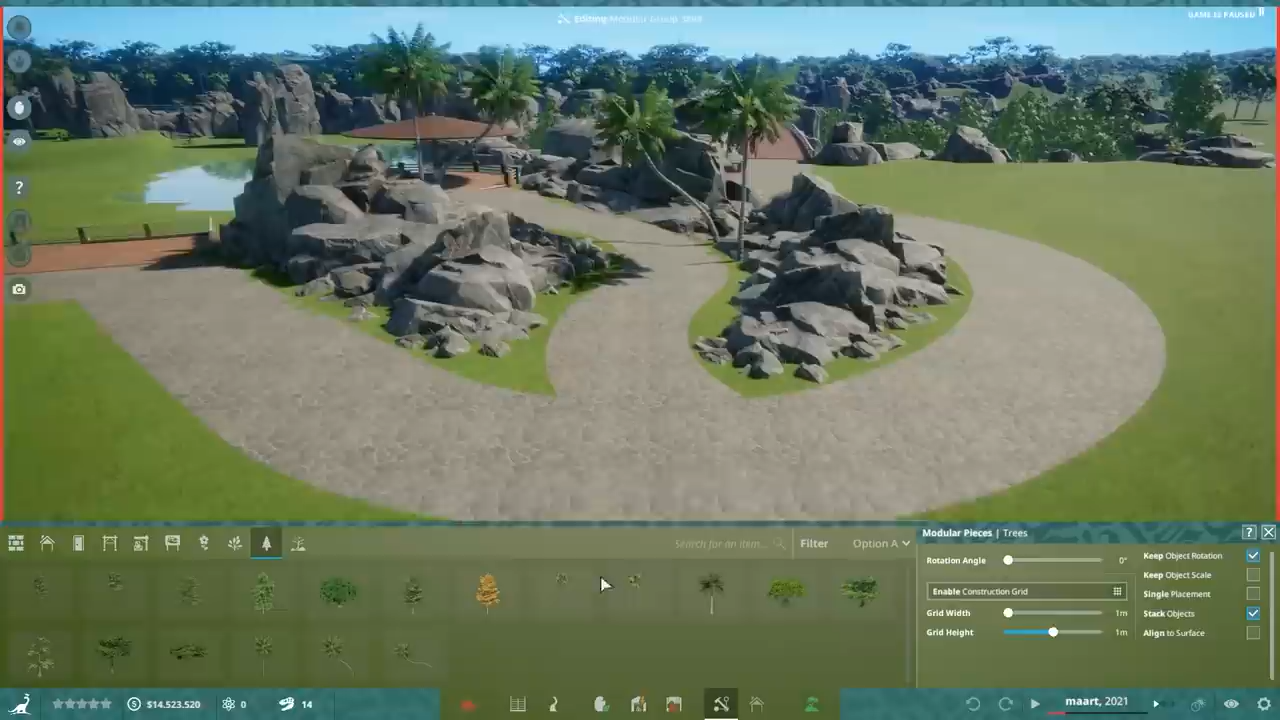 GAME IS PAUSED
Editing
?
Search for an item...
Filter
Option A
Modular Pieces | Trees
?
Rotation Angle
0°
Keep Object Rotation
Keep Object Scale
Enable Construction Grid
Single Placement
Grid Width
1m
Stack Objects
Grid Height
1m
Align to Surface
$14.523.520
0
14
maart, 2021